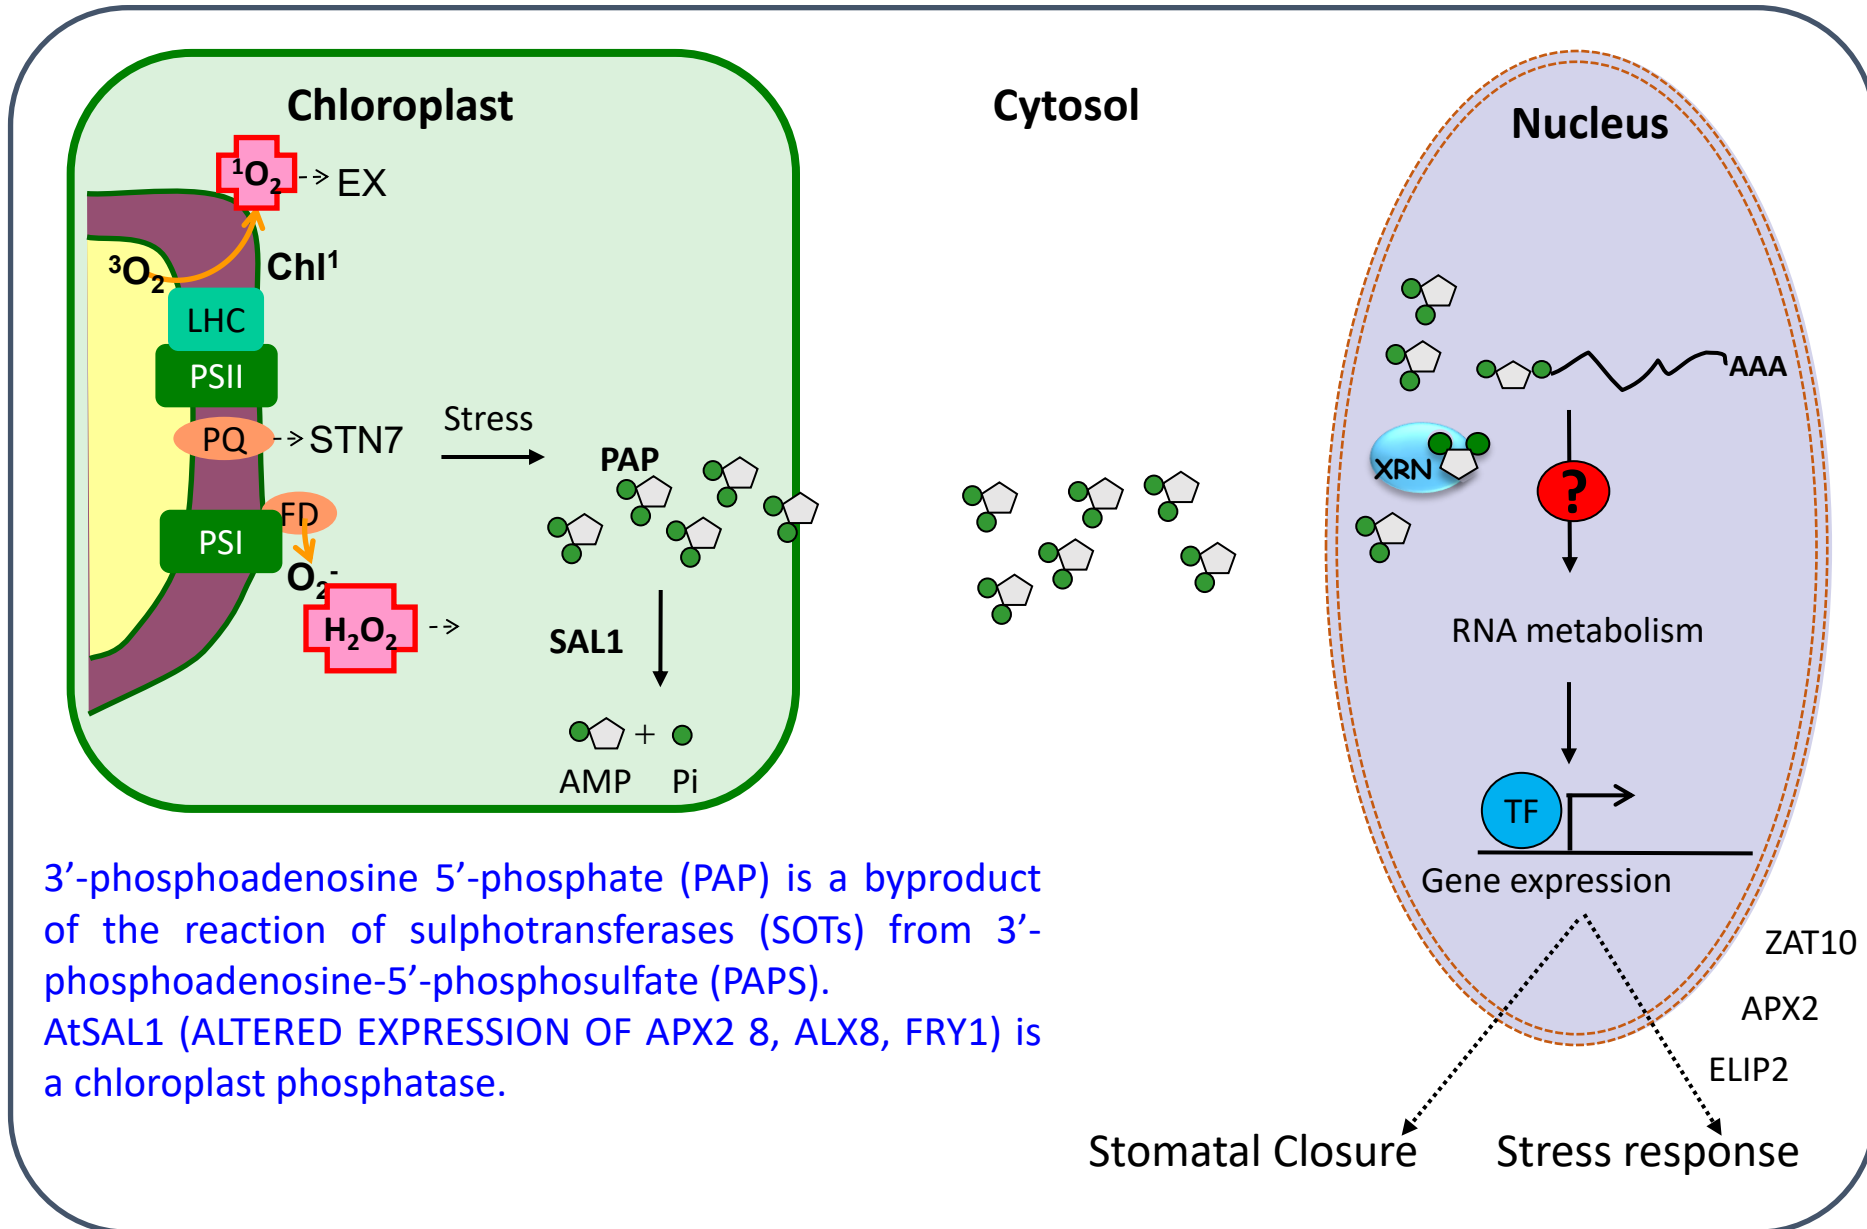 Chloroplast
Cytosol
Nucleus
¹O₂
EX
³O₂
Chl¹
LHC
PSII
PQ
STN7
Stress
PAP
FD
PSI
O₂⁻
H₂O₂
SAL1
+
AMP
Pi
AAA
XRN
?
RNA metabolism
TF
Gene expression
ZAT10
APX2
ELIP2
Stomatal Closure
Stress response
3’-phosphoadenosine 5’-phosphate (PAP) is a byproduct
of the reaction of sulphotransferases (SOTs) from 3’-
phosphoadenosine-5’-phosphosulfate (PAPS).
AtSAL1 (ALTERED EXPRESSION OF APX2 8, ALX8, FRY1) is
a chloroplast phosphatase.